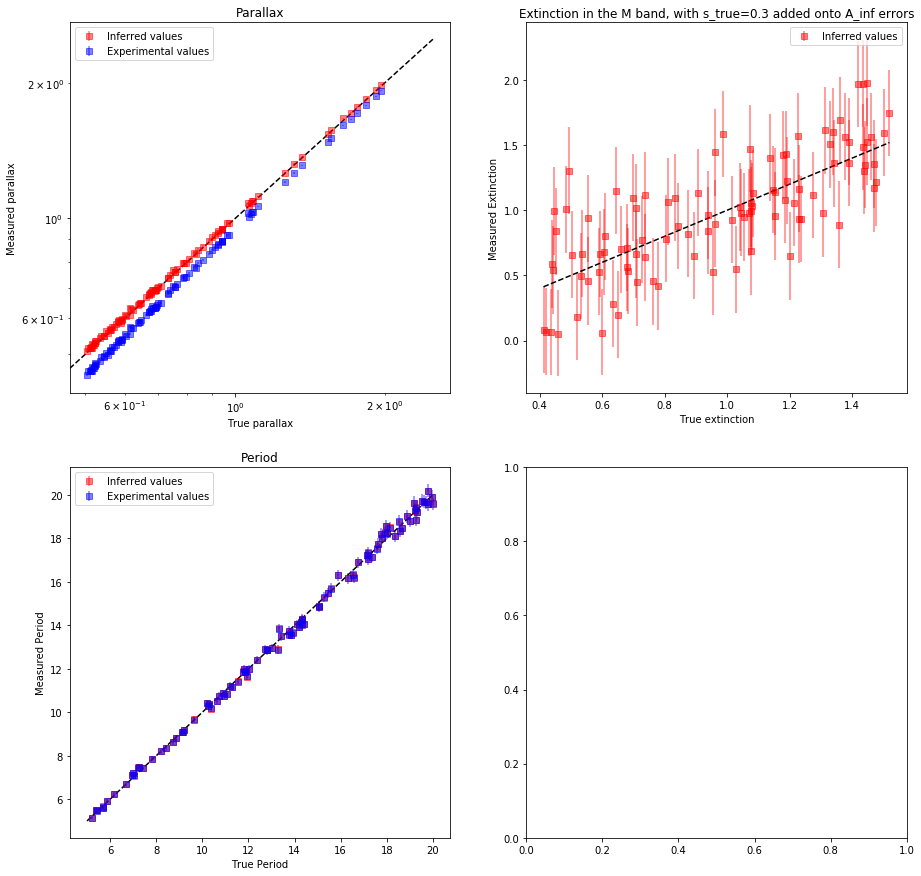 Parallax
Inferred values
Experimental values
2 × 10⁰
10⁰
6 × 10⁻¹
Measured parallax
6 × 10⁻¹
10⁰
2 × 10⁰
True parallax
Extinction in the M band, with s_true=0.3 added onto A_inf errors
Inferred values
2.0
1.5
1.0
0.5
0.0
Measured Extinction
0.4 0.6 0.8 1.0 1.2 1.4
True extinction
Period
Inferred values
Experimental values
20
18
16
14
12
10
8
6
Measured Period
6 8 10 12 14 16 18 20
True Period
1.0
0.8
0.6
0.4
0.2
0.0
0.0 0.2 0.4 0.6 0.8 1.0